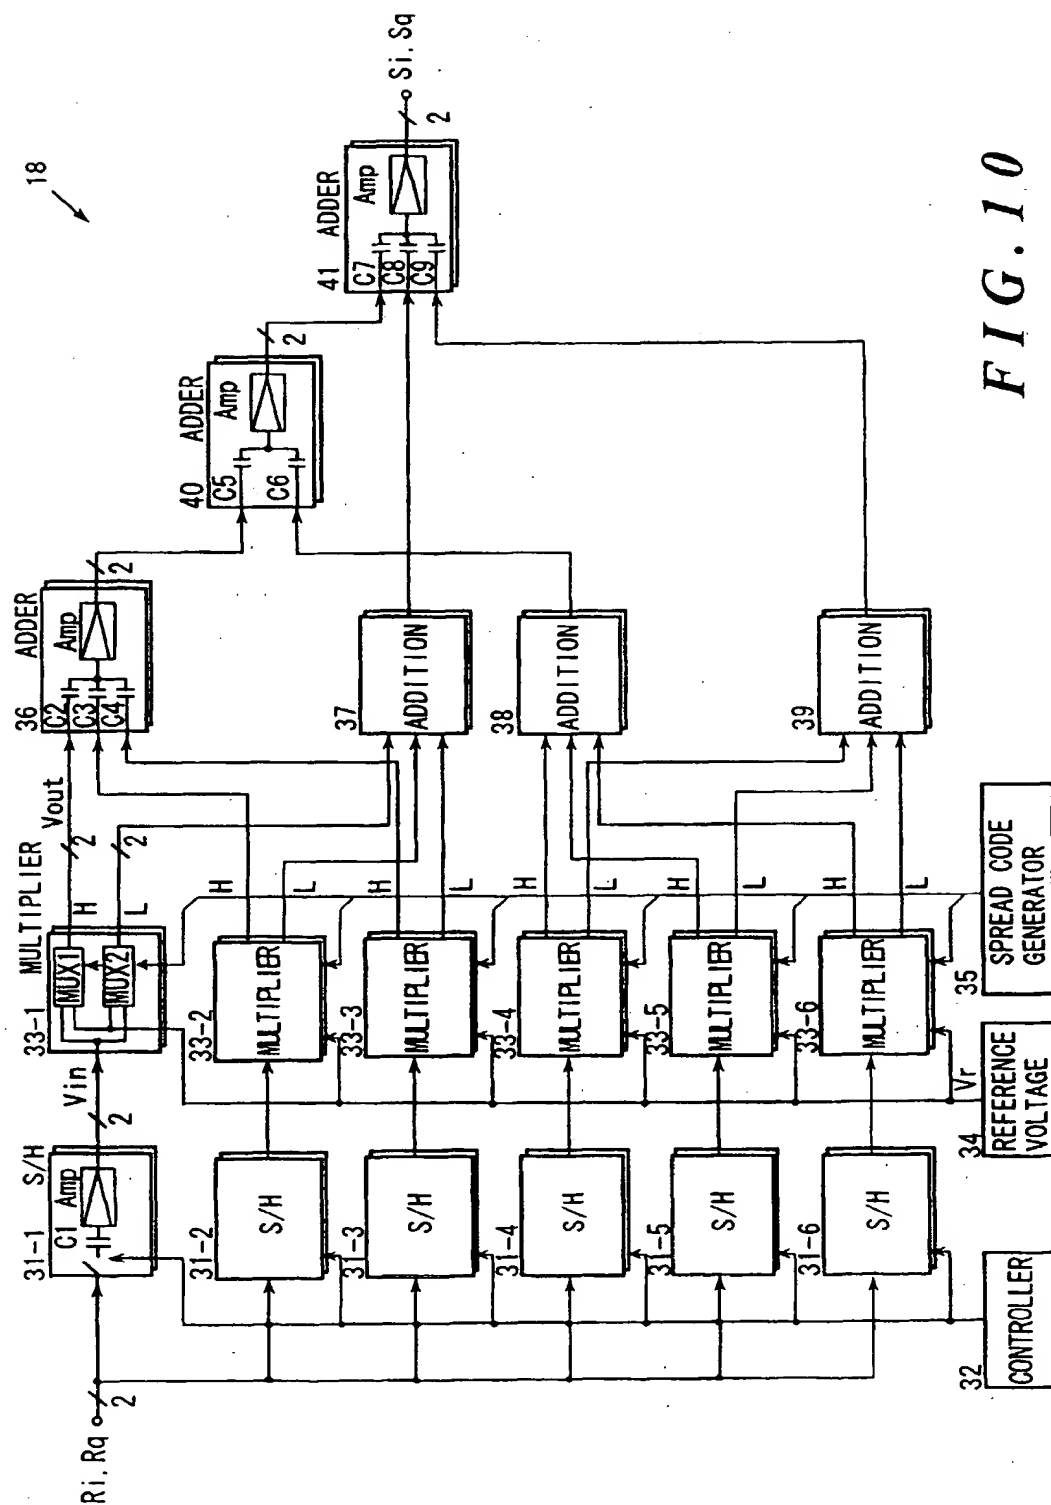 18
Ri, Rq
2
31-1
S/H
C1
Amp
Vin
2
33-1
MULTIPLIER
MUX1
MUX2
H
L
Vout
2
2
36
ADDER
C2
C3
C4
Amp
2
40
ADDER
C5
C6
Amp
2
41
ADDER
C7
C8
C9
Amp
2
Si, Sq
31-2
S/H
33-2
MULTIPLIER
H
L
31-3
S/H
33-3
MULTIPLIER
H
L
37
ADDITION
31-4
S/H
33-4
MULTIPLIER
H
L
38
ADDITION
31-5
S/H
33-5
MULTIPLIER
H
L
31-6
S/H
33-6
MULTIPLIER
H
L
39
ADDITION
32
CONTROLLER
34
Vr
REFERENCE
VOLTAGE
35
SPREAD CODE
GENERATOR
FIG. 10